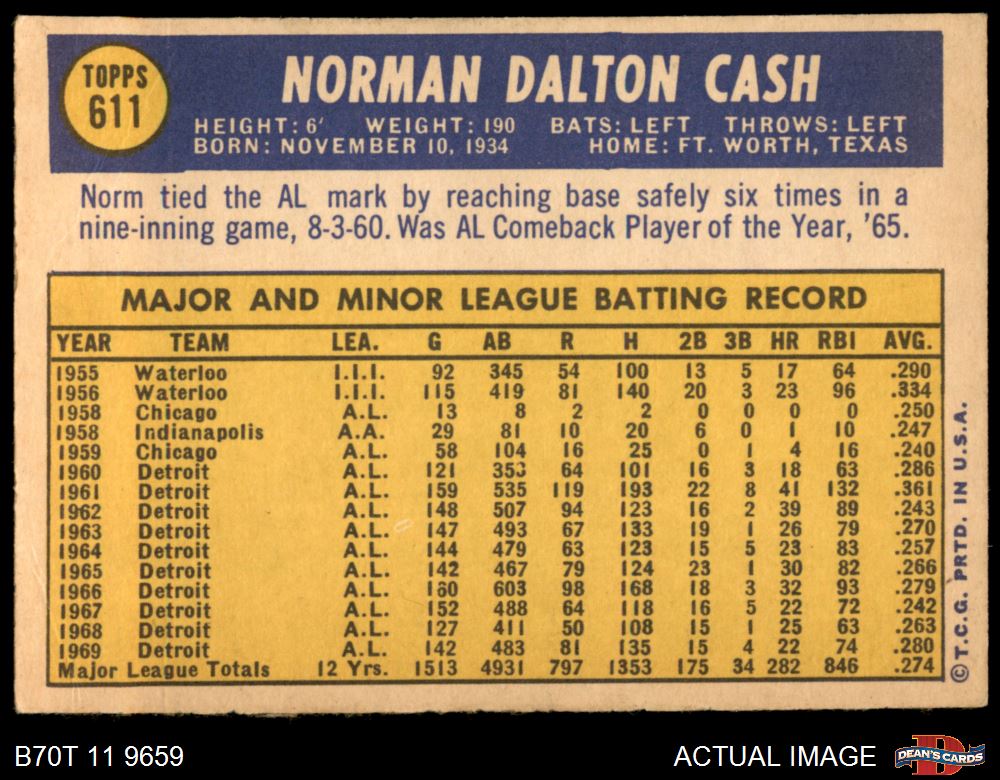 TOPPS
611
NORMAN DALTON CASH
HEIGHT: 6' WEIGHT: 190 BATS: LEFT THROWS: LEFT
BORN: NOVEMBER 10, 1934 HOME: FT. WORTH, TEXAS
Norm tied the AL mark by reaching base safely six times in a
nine-inning game, 8-3-60. Was AL Comeback Player of the Year, '65.
MAJOR AND MINOR LEAGUE BATTING RECORD
YEAR TEAM LEA. G AB R H 2B 3B HR RBI AVG.
1955 Waterloo I.I.I. 92 345 54 100 13 5 17 64 .290
1956 Waterloo I.I.I. 115 419 81 140 20 3 23 96 .334
1958 Chicago A.L. 13 8 2 2 0 0 0 0 .250
1958 Indianapolis A.A. 29 81 10 20 6 0 1 10 .247
1959 Chicago A.L. 58 104 16 25 0 1 4 16 .240
1960 Detroit A.L. 121 353 64 101 16 3 18 63 .286
1961 Detroit A.L. 159 535 119 193 22 8 41 132 .361
1962 Detroit A.L. 148 507 94 123 16 2 39 89 .243
1963 Detroit A.L. 147 493 67 133 19 1 26 79 .270
1964 Detroit A.L. 144 479 63 123 15 5 23 83 .257
1965 Detroit A.L. 142 467 79 124 23 1 30 82 .266
1966 Detroit A.L. 160 603 98 168 18 3 32 93 .279
1967 Detroit A.L. 152 488 64 118 16 5 22 72 .242
1968 Detroit A.L. 127 411 50 108 15 1 25 63 .263
1969 Detroit A.L. 142 483 81 135 15 4 22 74 .280
Major League Totals 12 Yrs. 1513 4931 797 1353 175 34 282 846 .274
© T.C.G. PRTD. IN U.S.A.
B70T 11 9659
ACTUAL IMAGE
DEAN'S CARDS